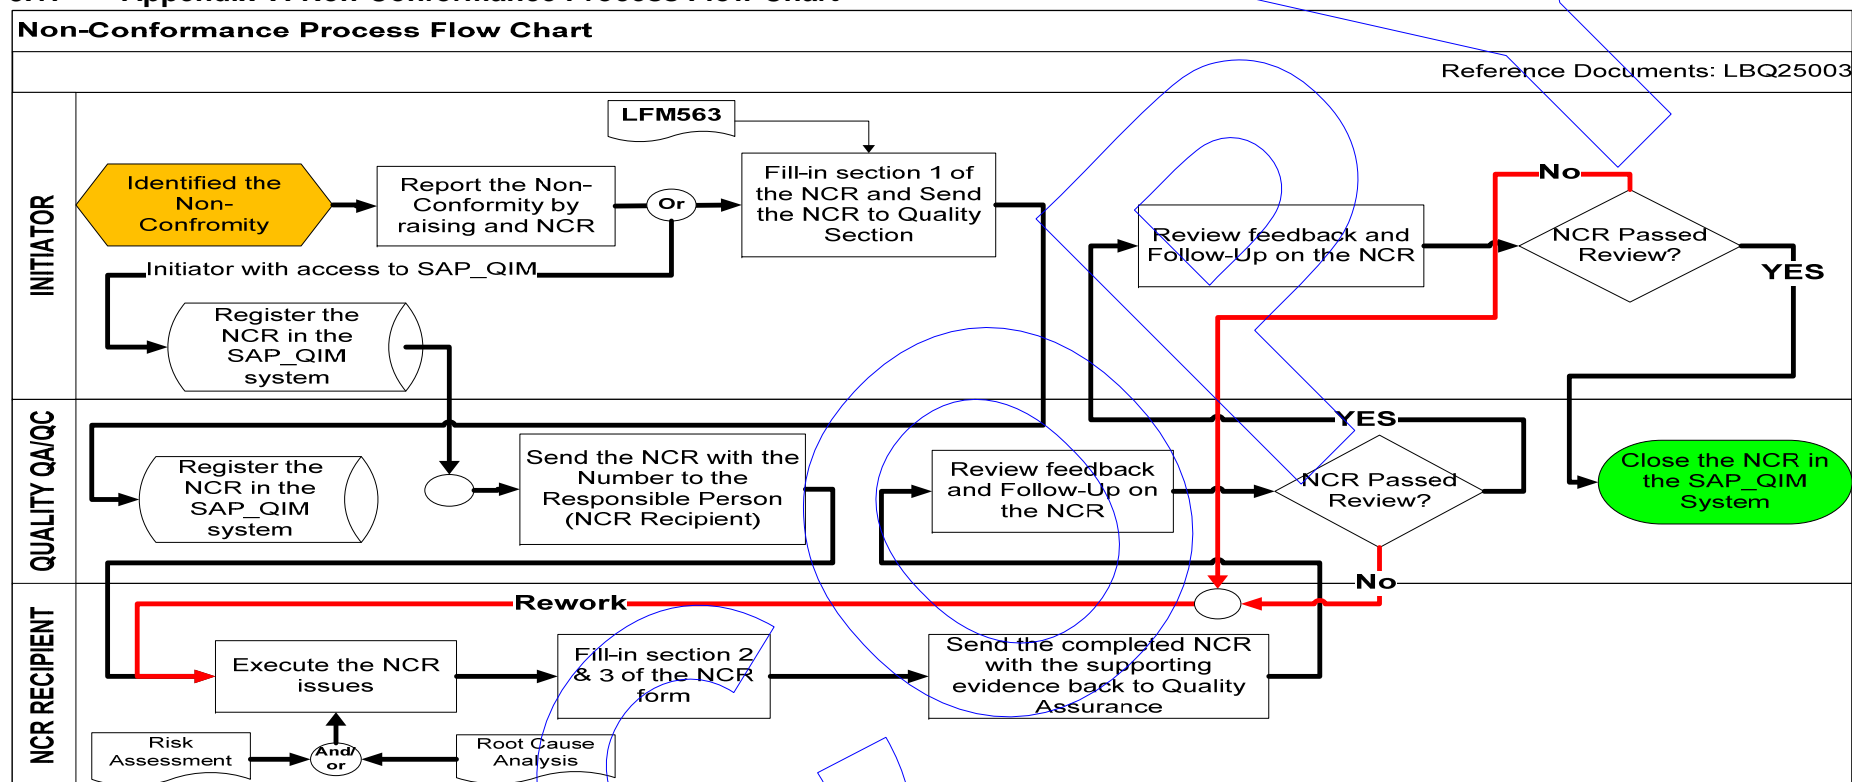 Non-Conformance Process Flow Chart
Reference Documents: LBQ25003
INITIATOR
LFM563
Identified the
Non-
Confromity
Report the Non-
Conformity by
raising and NCR
Or
Fill-in section 1 of
the NCR and Send
the NCR to Quality
Section
Review feedback and
Follow-Up on the NCR
No
NCR Passed
Review?
YES
Initiator with access to SAP_QIM
Register the
NCR in the
SAP_QIM
system
QUALITY QA/QC
Register the
NCR in the
SAP_QIM
system
Send the NCR with the
Number to the
Responsible Person
(NCR Recipient)
Review feedback
and Follow-Up on
the NCR
YES
NCR Passed
Review?
No
Close the NCR in
the SAP_QIM
System
NCR RECIPIENT
Rework
Execute the NCR
issues
Fill-in section 2
& 3 of the NCR
form
Send the completed NCR
with the supporting
evidence back to Quality
Assurance
Risk
Assessment
And/
or
Root Cause
Analysis